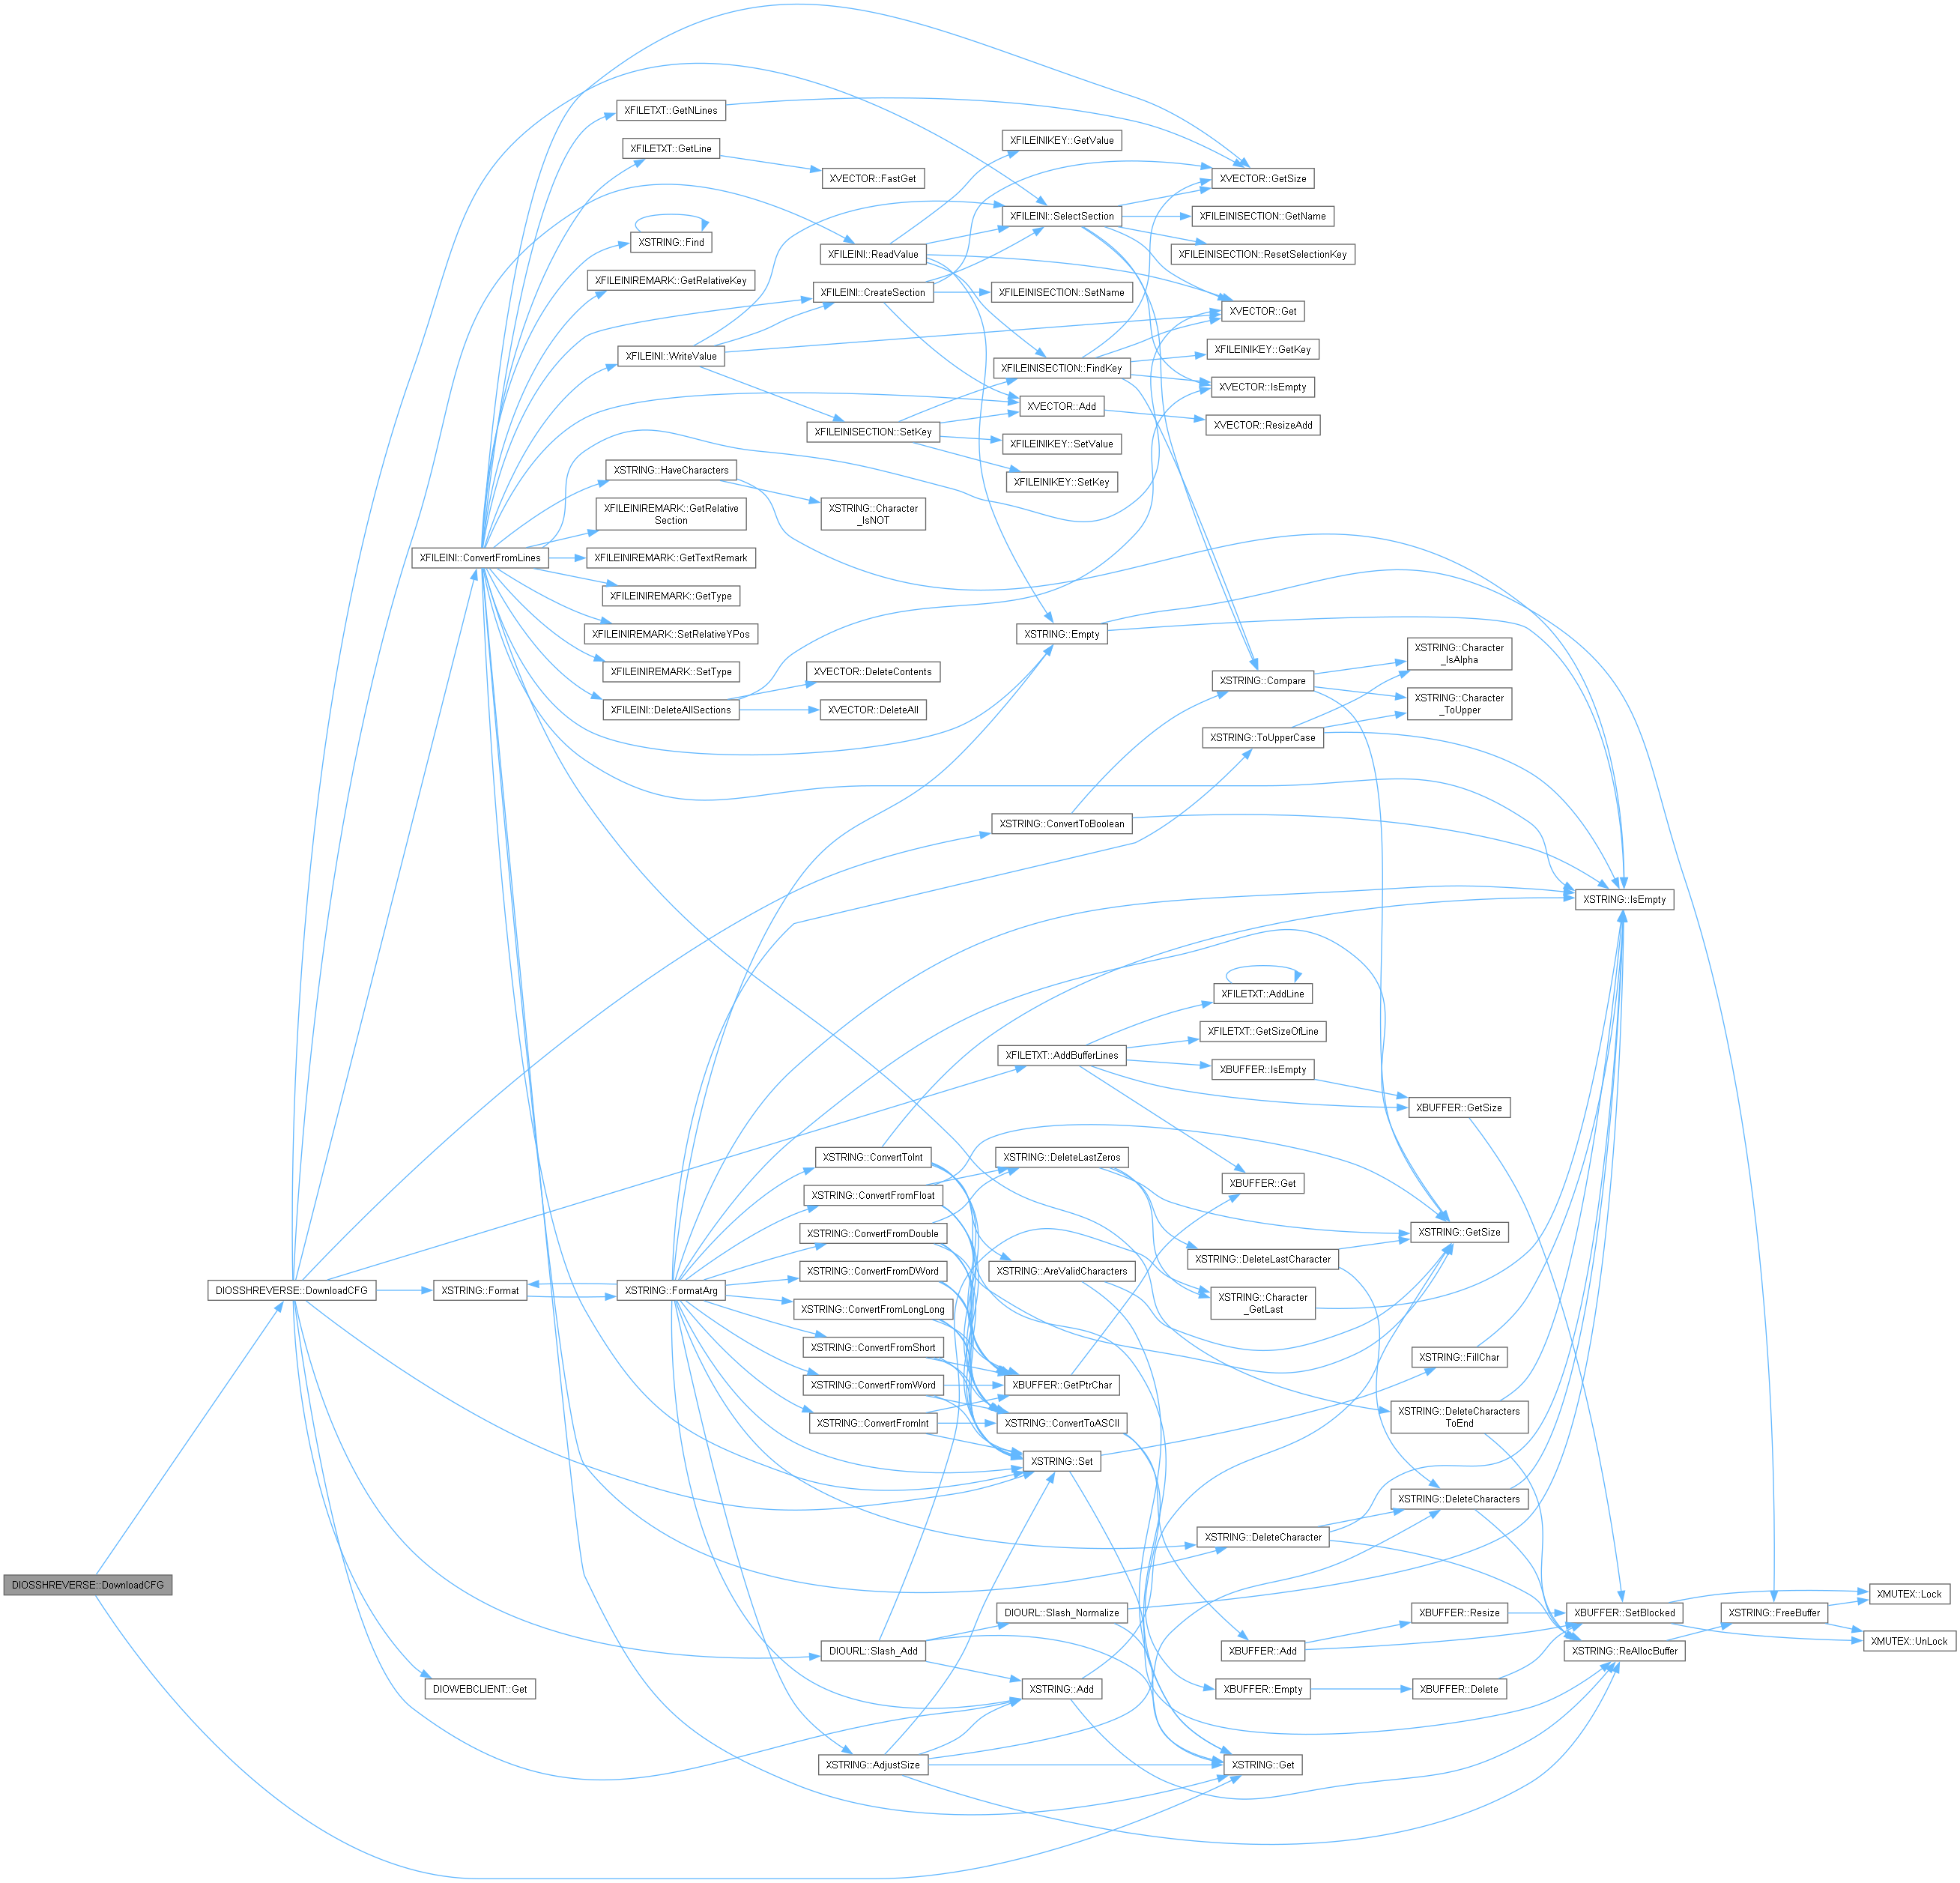 XFILETXT::GetNLines
XFILEINIKEY::GetValue
XFILETXT::GetLine
XVECTOR::FastGet
XVECTOR::GetSize
XFILEINI::SelectSection
XFILEINISECTION::GetName
XSTRING::Find
XFILEINI::ReadValue
XFILEINISECTION::ResetSelectionKey
XFILEINIREMARK::GetRelativeKey
XFILEINI::CreateSection
XFILEINISECTION::SetName
XVECTOR::Get
XFILEINI::WriteValue
XFILEINISECTION::FindKey
XFILEINIKEY::GetKey
XVECTOR::IsEmpty
XVECTOR::Add
XVECTOR::ResizeAdd
XFILEINISECTION::SetKey
XFILEINIKEY::SetValue
XSTRING::HaveCharacters
XFILEINIKEY::SetKey
XFILEINIREMARK::GetRelative
Section
XSTRING::Character
_IsNOT
XFILEINI::ConvertFromLines
XFILEINIREMARK::GetTextRemark
XFILEINIREMARK::GetType
XFILEINIREMARK::SetRelativeYPos
XSTRING::Empty
XSTRING::Character
_IsAlpha
XFILEINIREMARK::SetType
XVECTOR::DeleteContents
XSTRING::Compare
XSTRING::Character
_ToUpper
XFILEINI::DeleteAllSections
XVECTOR::DeleteAll
XSTRING::ToUpperCase
XSTRING::ConvertToBoolean
XSTRING::IsEmpty
XFILETXT::AddLine
XFILETXT::GetSizeOfLine
XFILETXT::AddBufferLines
XBUFFER::IsEmpty
XBUFFER::GetSize
XSTRING::ConvertToInt
XSTRING::DeleteLastZeros
XBUFFER::Get
XSTRING::ConvertFromFloat
XSTRING::ConvertFromDouble
XSTRING::GetSize
XSTRING::DeleteLastCharacter
XSTRING::ConvertFromDWord
XSTRING::AreValidCharacters
DIOSSHREVERSE::DownloadCFG
XSTRING::Format
XSTRING::FormatArg
XSTRING::ConvertFromLongLong
XSTRING::Character
_GetLast
XSTRING::ConvertFromShort
XSTRING::FillChar
XSTRING::ConvertFromWord
XBUFFER::GetPtrChar
XSTRING::ConvertFromInt
XSTRING::ConvertToASCII
XSTRING::DeleteCharacters
ToEnd
XSTRING::Set
XSTRING::DeleteCharacters
XSTRING::DeleteCharacter
DIOSSHREVERSE::DownloadCFG
XMUTEX::Lock
DIOURL::Slash_Normalize
XBUFFER::Resize
XBUFFER::SetBlocked
XSTRING::FreeBuffer
XMUTEX::UnLock
DIOURL::Slash_Add
XBUFFER::Add
XSTRING::ReAllocBuffer
DIOWEBCLIENT::Get
XSTRING::Add
XBUFFER::Empty
XBUFFER::Delete
XSTRING::AdjustSize
XSTRING::Get